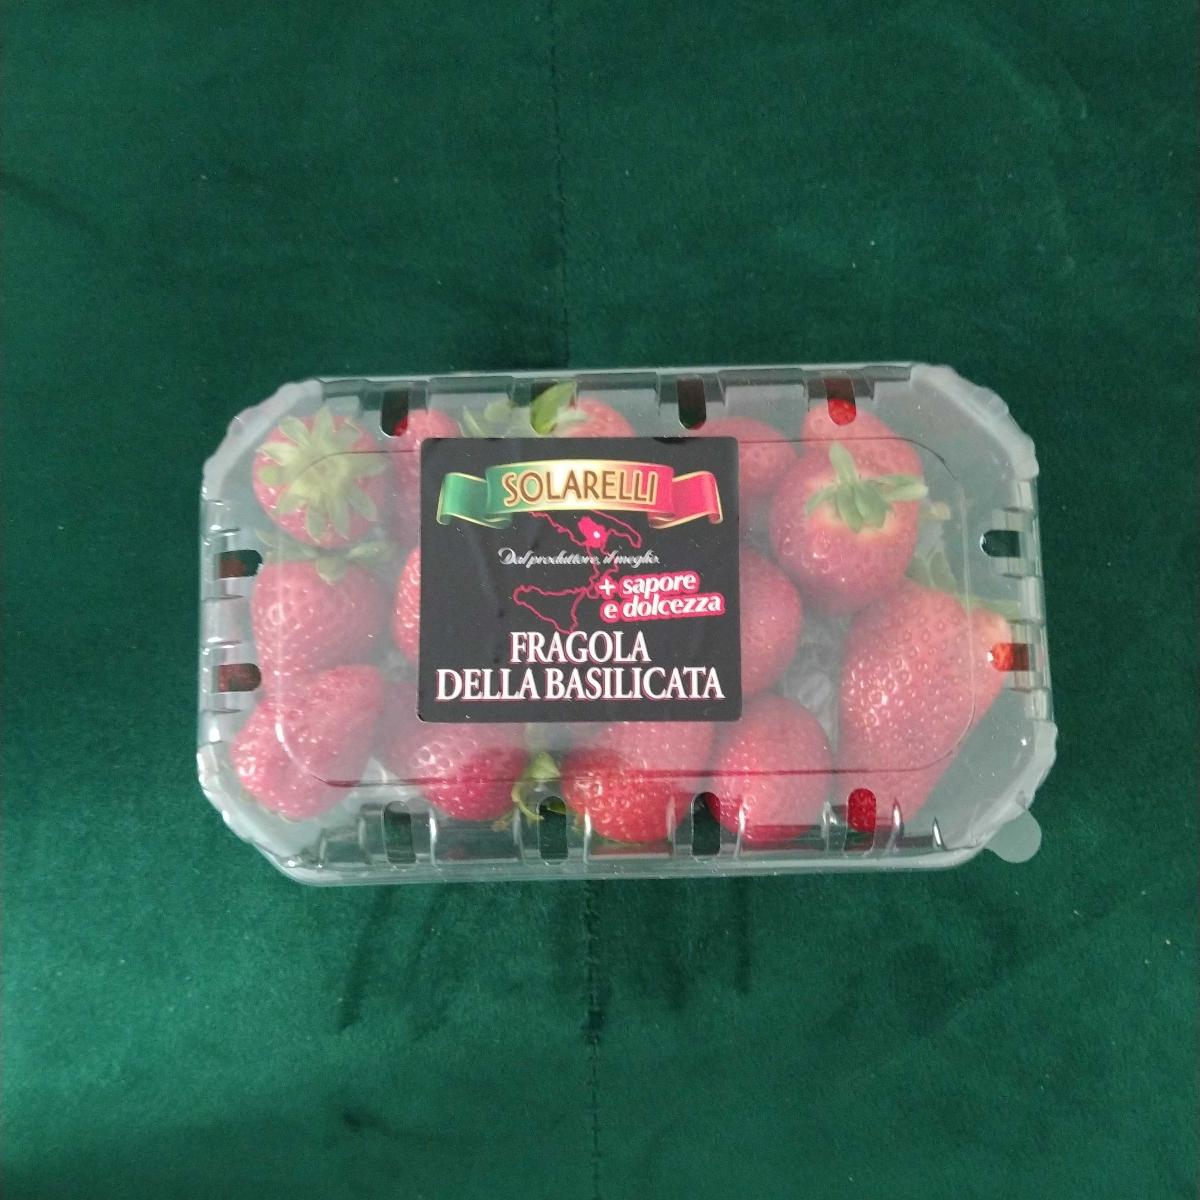 SOLARELLI
Dal produttore, il meglio.
+ sapore
e dolcezza
FRAGOLA
DELLA BASILICATA